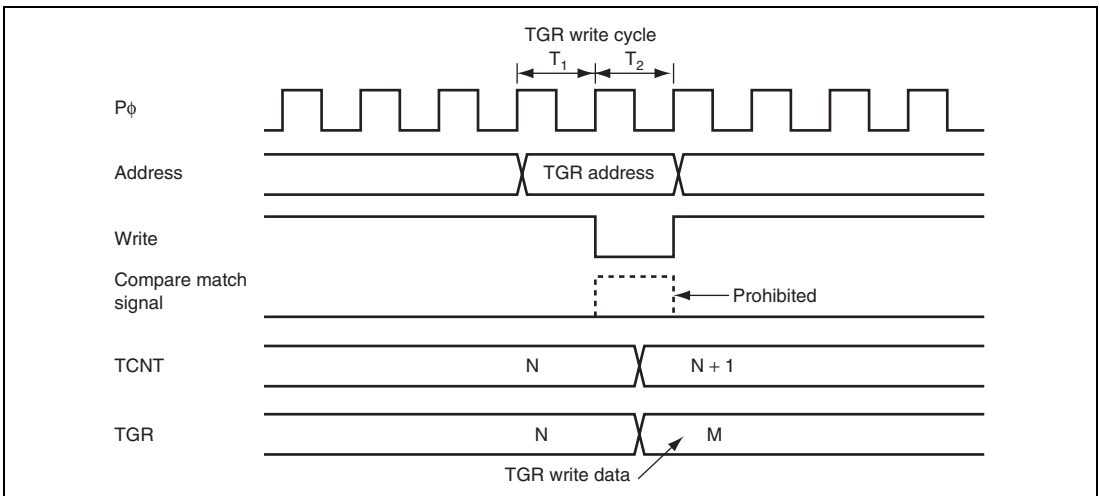 TGR write cycle
T1 T2
Pϕ
Address
TGR address
Write
Compare match
signal
Prohibited
TCNT
N
N + 1
TGR
N
M
TGR write data